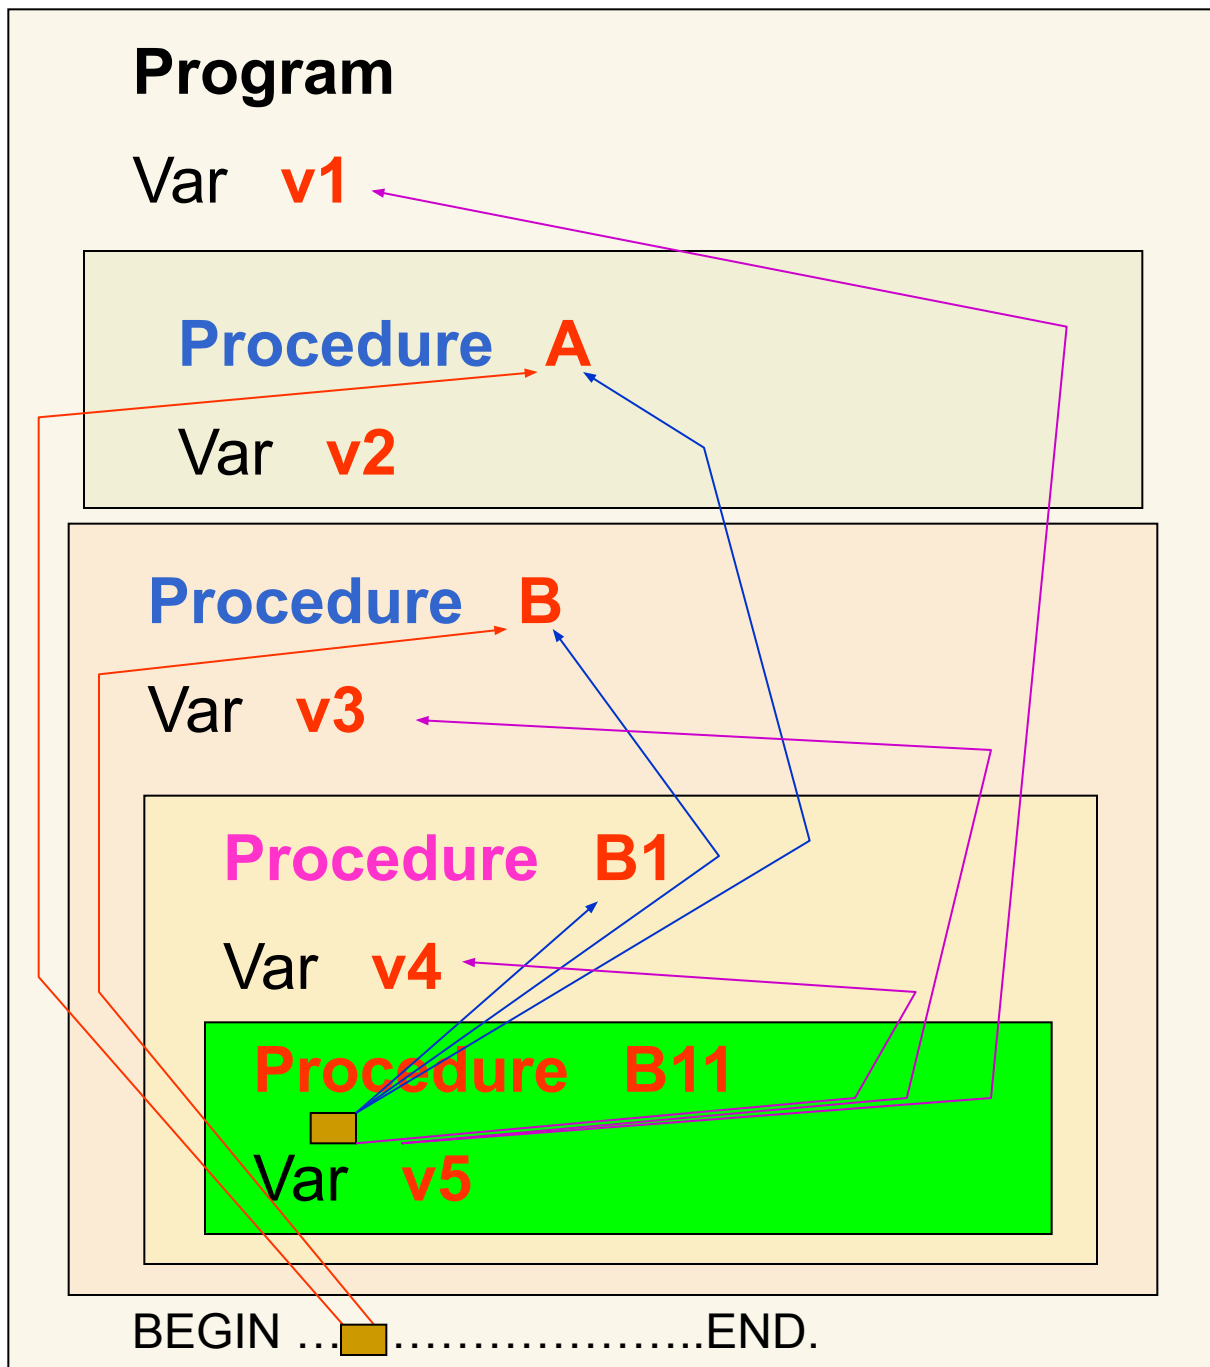 Program
Var v1
Procedure A
Var v2
Procedure B
Var v3
Procedure B1
Var v4
Procedure B11
Var v5
BEGIN ........................END.